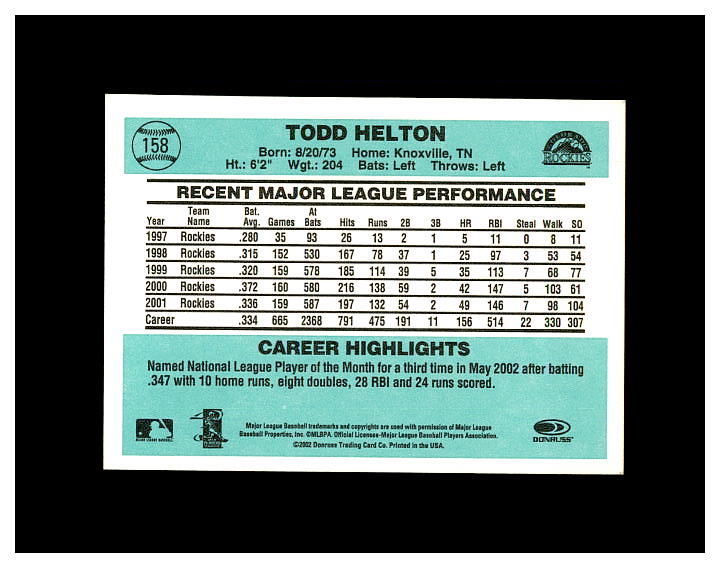 158
TODD HELTON
Born: 8/20/73 Home: Knoxville, TN
Ht.: 6'2" Wgt.: 204 Bats: Left Throws: Left
COLORADO
ROCKIES
RECENT MAJOR LEAGUE PERFORMANCE
Year Team Name Bat. Avg. Games At Bats Hits Runs 2B 3B HR RBI Steal Walk SO
1997 Rockies .280 35 93 26 13 2 1 5 11 0 8 11
1998 Rockies .315 152 530 167 78 37 1 25 97 3 53 54
1999 Rockies .320 159 578 185 114 39 5 35 113 7 68 77
2000 Rockies .372 160 580 216 138 59 2 42 147 5 103 61
2001 Rockies .336 159 587 197 132 54 2 49 146 7 98 104
Career .334 665 2368 791 475 191 11 156 514 22 330 307
CAREER HIGHLIGHTS
Named National League Player of the Month for a third time in May 2002 after batting
.347 with 10 home runs, eight doubles, 28 RBI and 24 runs scored.
Major League Baseball trademarks and copyrights are used with permission of Major League
Baseball Properties, Inc. ©MLBPA. Official Licensee-Major League Baseball Players Association.
©2002 Donruss Trading Card Co. Printed in the USA.
MAJOR LEAGUE BASEBALL
DONRUSS